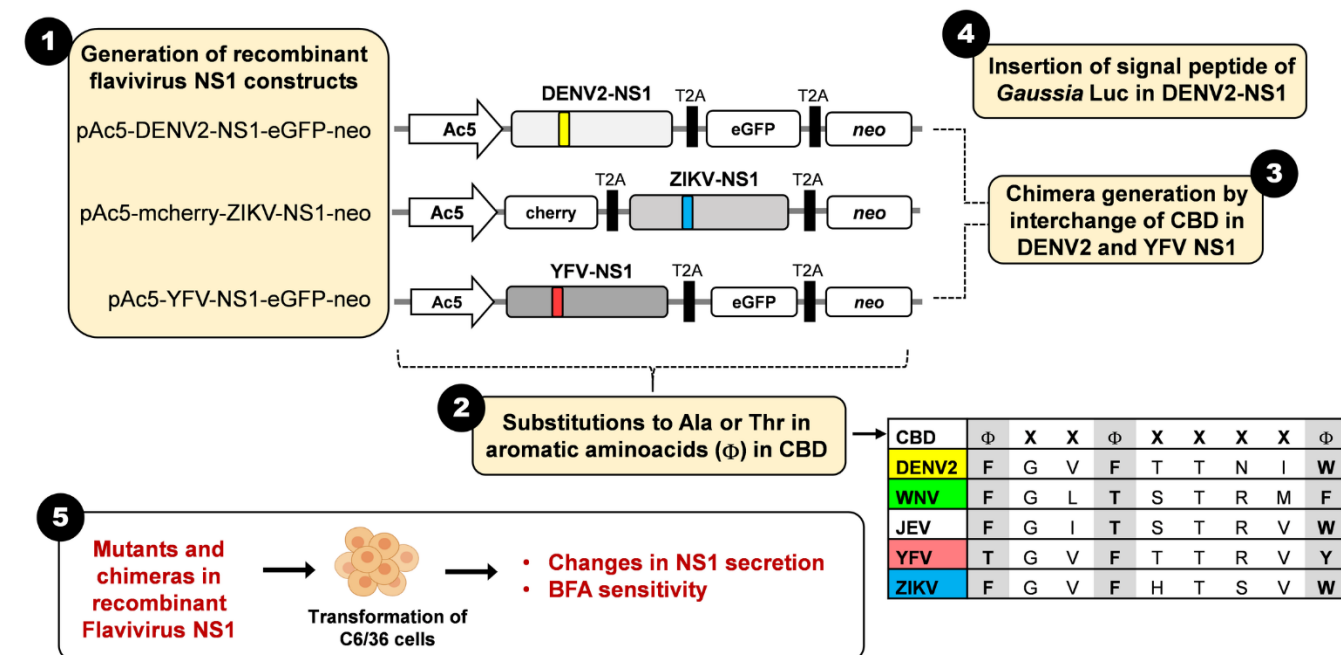 1
Generation of recombinant
flavivirus NS1 constructs
pAc5-DENV2-NS1-eGFP-neo
pAc5-mcherry-ZIKV-NS1-neo
pAc5-YFV-NS1-eGFP-neo
DENV2-NS1 T2A T2A
Ac5 eGFP neo
T2A ZIKV-NS1 T2A
Ac5 cherry neo
YFV-NS1 T2A T2A
Ac5 eGFP neo
4
Insertion of signal peptide of
Gaussia Luc in DENV2-NS1
3
Chimera generation by
interchange of CBD in
DENV2 and YFV NS1
2
Substitutions to Ala or Thr in
aromatic aminoacids (Φ) in CBD
CBD Φ X X Φ X X X X Φ
DENV2 F G V F T T N I W
WNV F G L T S T R M F
JEV F G I T S T R V W
YFV T G V F T T R V Y
ZIKV F G V F H T S V W
5
Mutants and
chimeras in
recombinant
Flavivirus NS1
Transformation of
C6/36 cells
• Changes in NS1 secretion
• BFA sensitivity